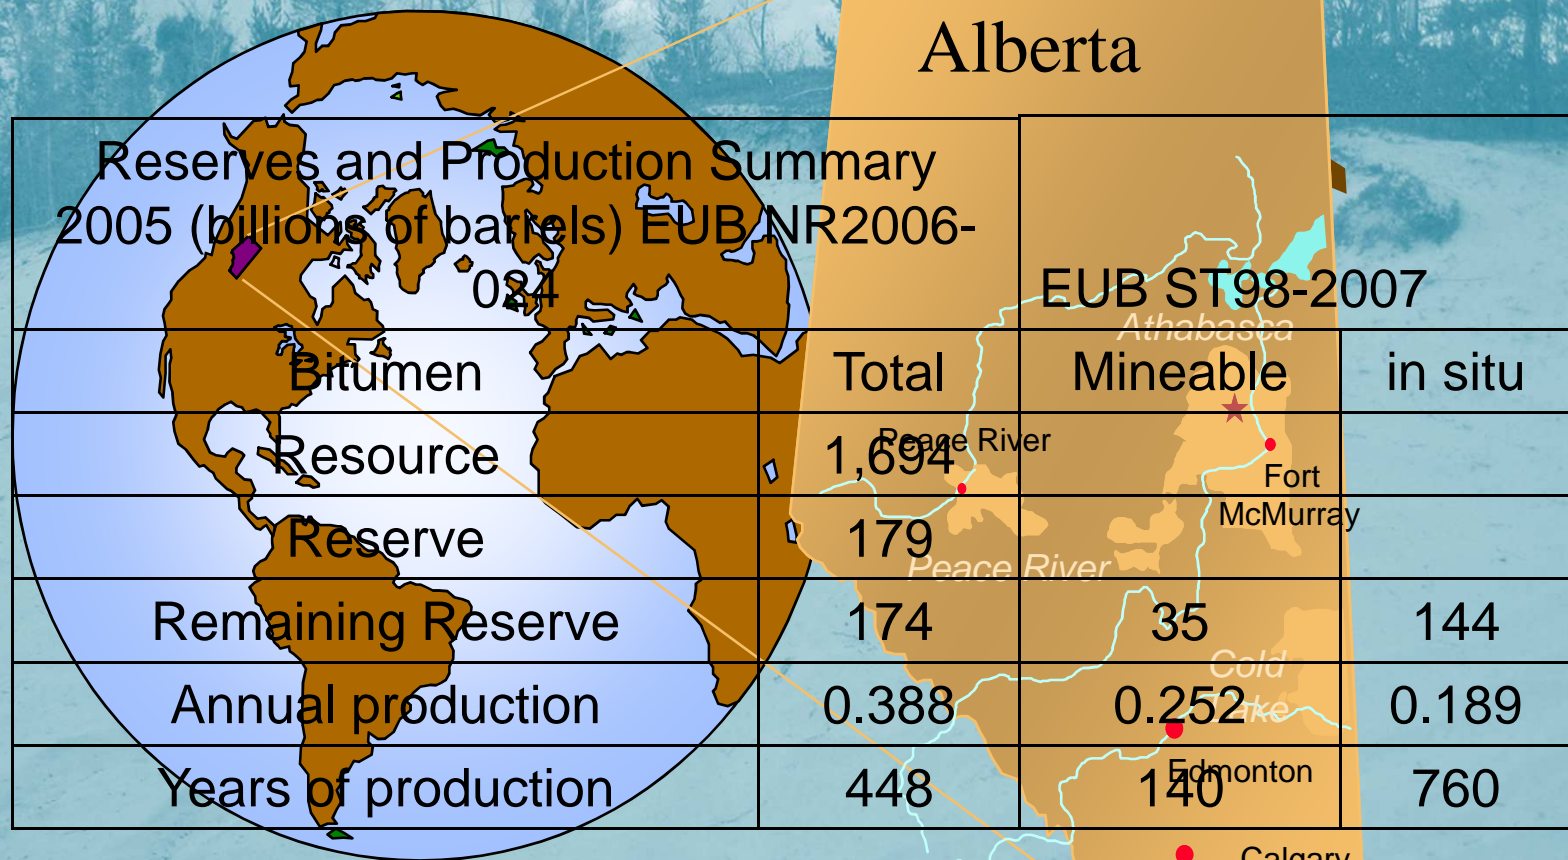 Alberta
Reserves and Production Summary
2005 (billions of barrels) EUB NR2006-
024
EUB ST98-2007
Athabasca
Bitumen Total Mineable in situ
Resource 1,694
Peace River
Fort
McMurray
Reserve 179
Peace River
Remaining Reserve 174 35 144
Cold
Lake
Annual production 0.388 0.252 0.189
Edmonton
Years of production 448 140 760
Calgary